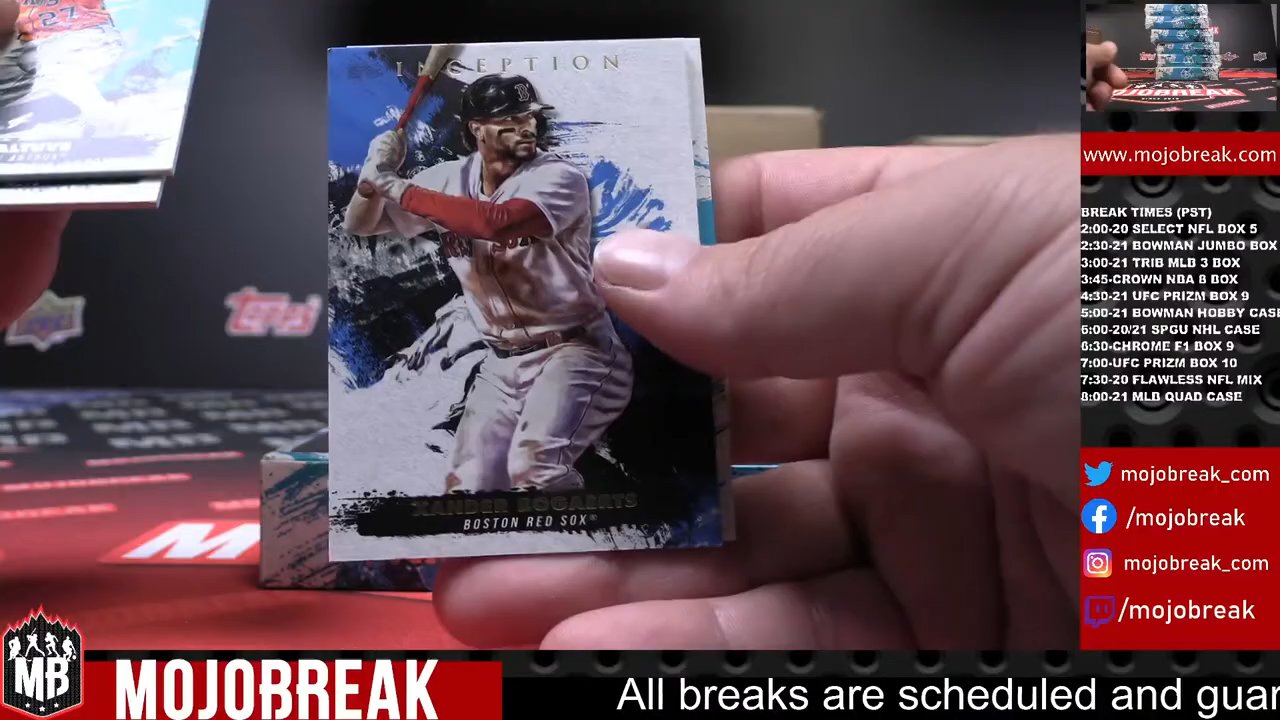 27
INCEPTION
B
RED SOX
XANDER BOGAERTS
BOSTON RED SOX®
Topps
MOJOBREAK
www.mojobreak.com
BREAK TIMES (PST)
2:00-20 SELECT NFL BOX 5
2:30-21 BOWMAN JUMBO BOX
3:00-21 TRIB MLB 3 BOX
3:45-CROWN NBA 8 BOX
4:30-21 UFC PRIZM BOX 9
5:00-21 BOWMAN HOBBY CASE
6:00-20/21 SPGU NHL CASE
6:30-CHROME F1 BOX 9
7:00-UFC PRIZM BOX 10
7:30-20 FLAWLESS NFL MIX
8:00-21 MLB QUAD CASE
mojobreak_com
/mojobreak
mojobreak_com
/mojobreak
MB
MOJOBREAK
All breaks are scheduled and guar